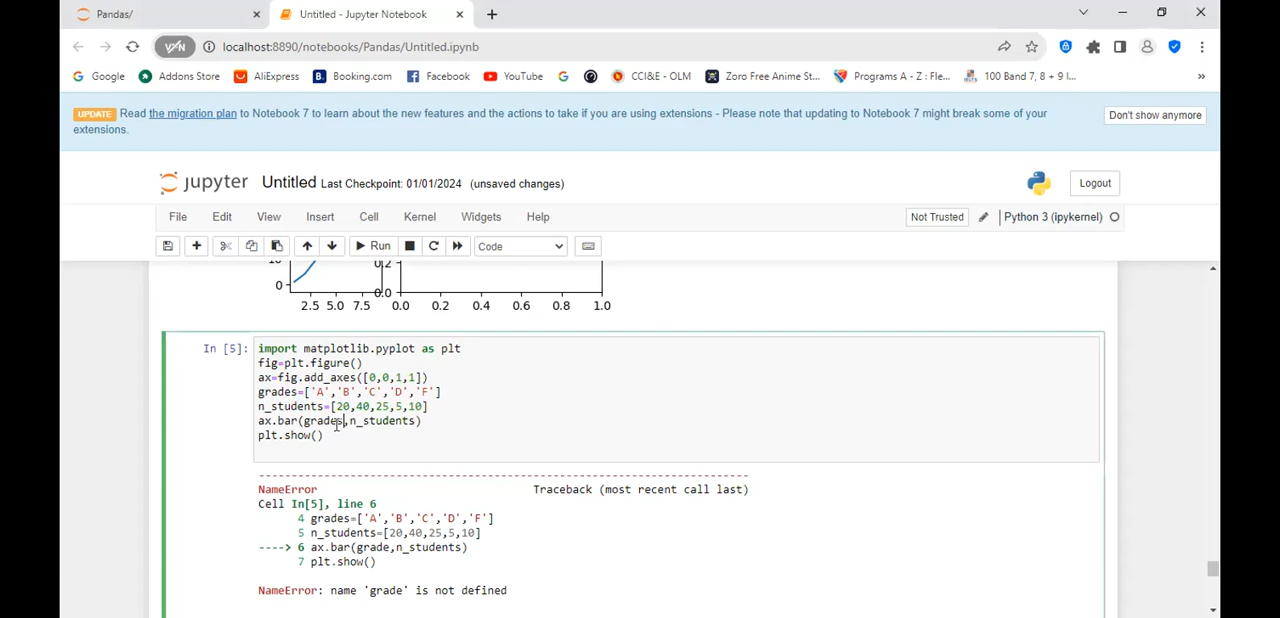 Pandas/
Untitled - Jupyter Notebook
localhost:8890/notebooks/Pandas/Untitled.ipynb
Google Addons Store AliExpress Booking.com Facebook YouTube CCI&E - OLM Zoro Free Anime St... Programs A - Z : Fle... 100 Band 7, 8 + 9 I...
UPDATE Read the migration plan to Notebook 7 to learn about the new features and the actions to take if you are using extensions - Please note that updating to Notebook 7 might break some of your
extensions.
Don't show anymore
jupyter Untitled Last Checkpoint: 01/01/2024 (unsaved changes)
Logout
File Edit View Insert Cell Kernel Widgets Help
Not Trusted Python 3 (ipykernel)
Run Code
0.2
0 0.0
2.5 5.0 7.5 0.0 0.2 0.4 0.6 0.8 1.0
In [5]: import matplotlib.pyplot as plt
fig=plt.figure()
ax=fig.add_axes([0,0,1,1])
grades=['A','B','C','D','F']
n_students=[20,40,25,5,10]
ax.bar(grades,n_students)
plt.show()
---------------------------------------------------------------------------
NameError Traceback (most recent call last)
Cell In[5], line 6
4 grades=['A','B','C','D','F']
5 n_students=[20,40,25,5,10]
----> 6 ax.bar(grade,n_students)
7 plt.show()
NameError: name 'grade' is not defined